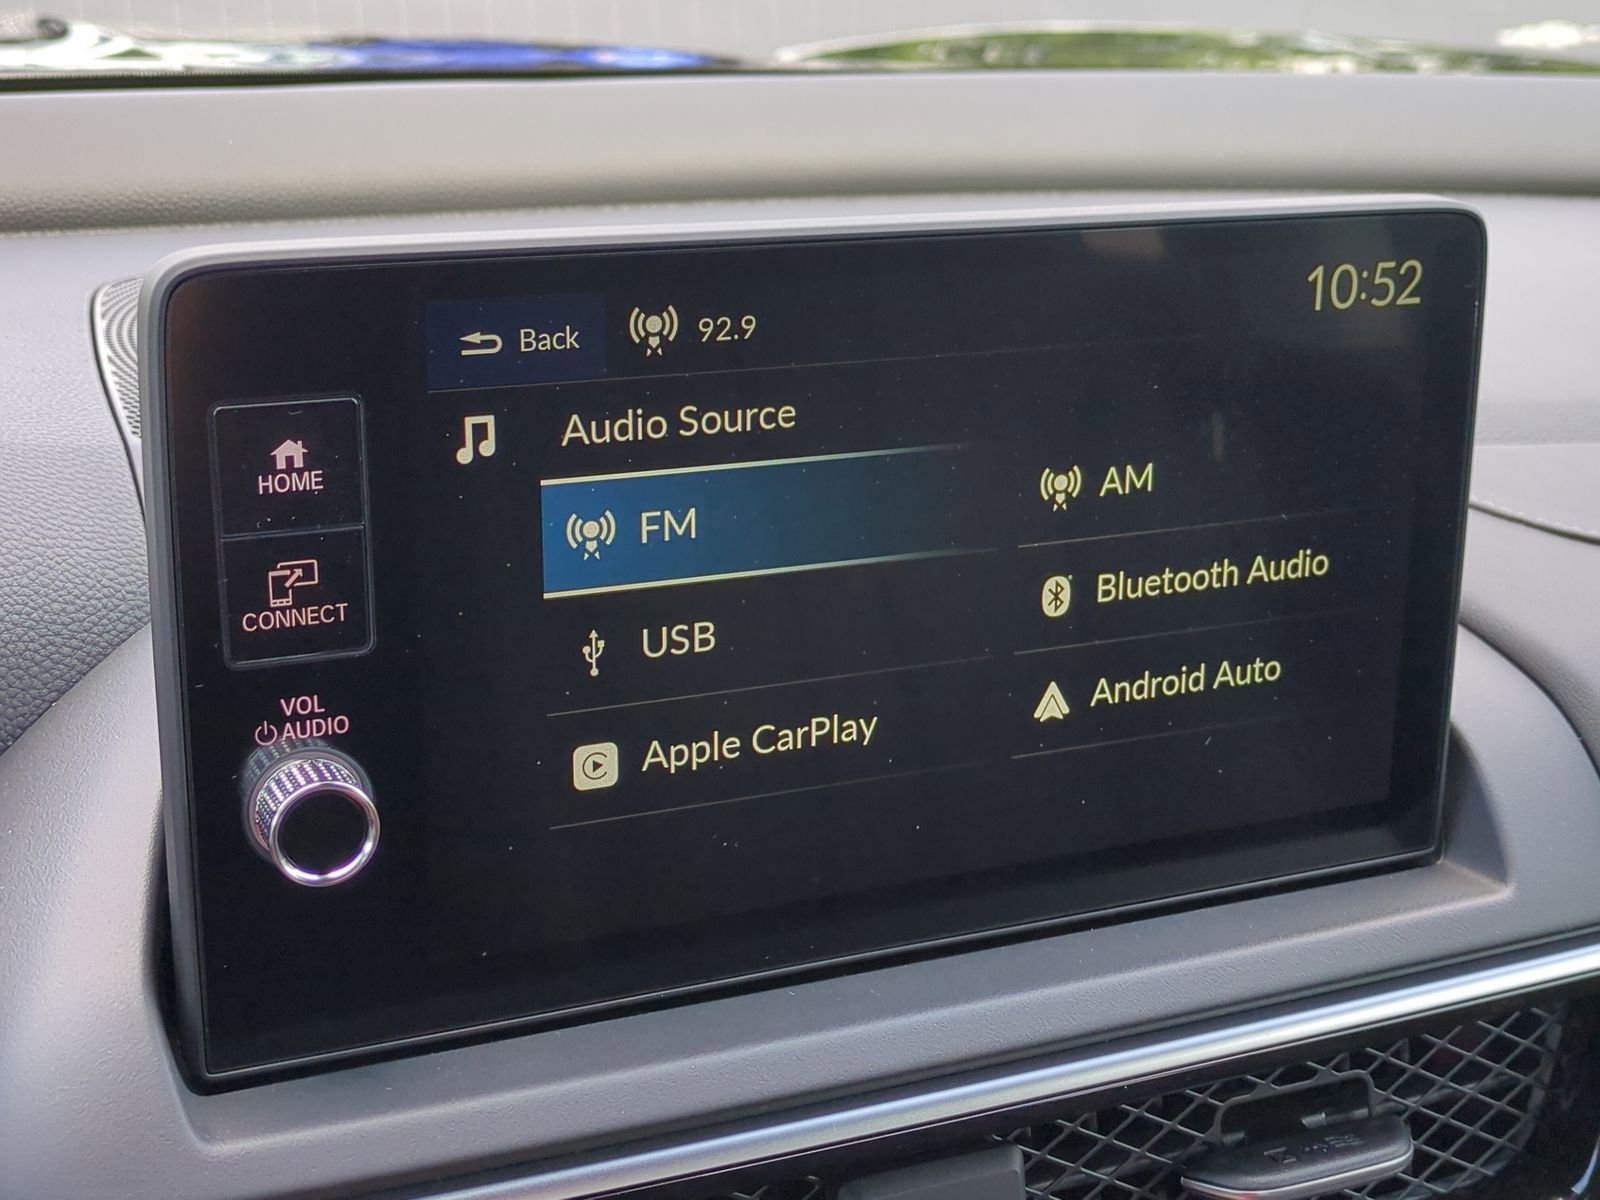 10:52
Back 92.9
Audio Source
FM
AM
USB
Bluetooth Audio
Apple CarPlay
Android Auto
HOME
CONNECT
VOL
AUDIO